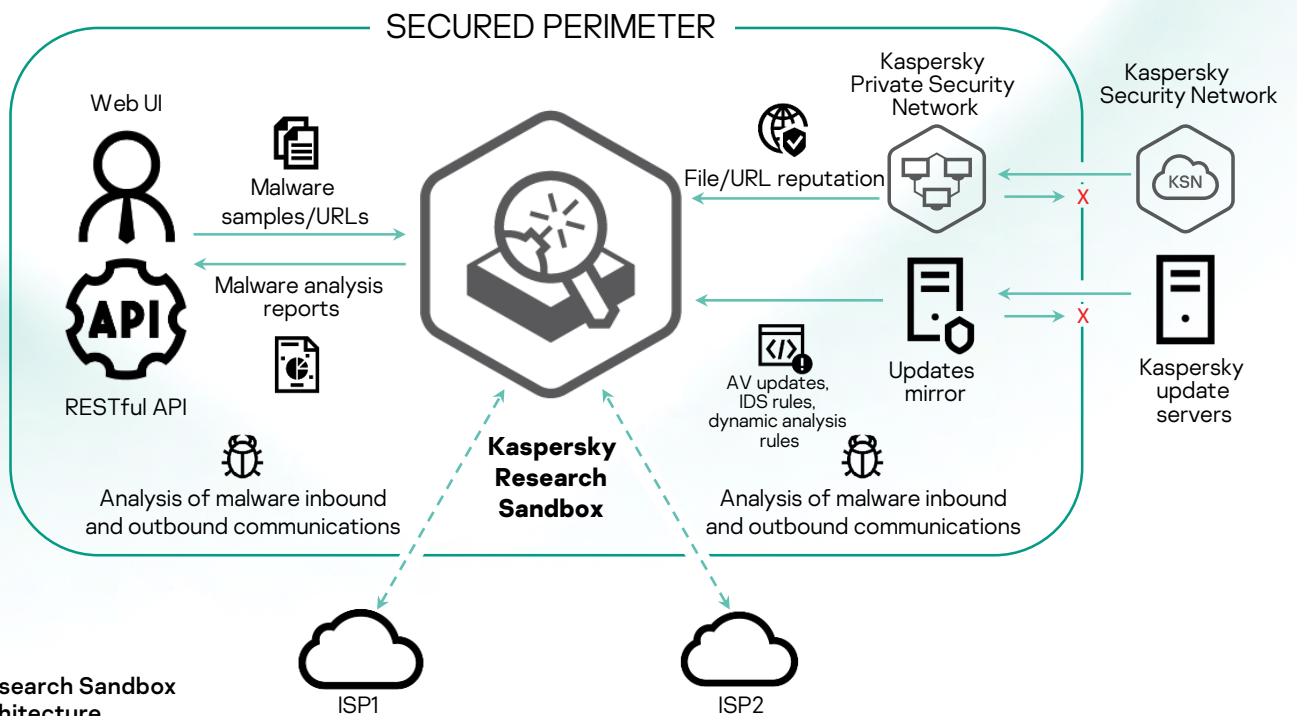 SECURED PERIMETER
Web UI
Malware
samples/URLs
Malware analysis
reports
API
RESTful API
Analysis of malware inbound
and outbound communications
Kaspersky
Research
Sandbox
File/URL reputation
Kaspersky
Private Security
Network
X
Kaspersky
Security Network
KSN
</>
!
AV updates,
IDS rules,
dynamic analysis
rules
Updates
mirror
X
Kaspersky
update
servers
Analysis of malware inbound
and outbound communications
ISP1
ISP2
search Sandbox